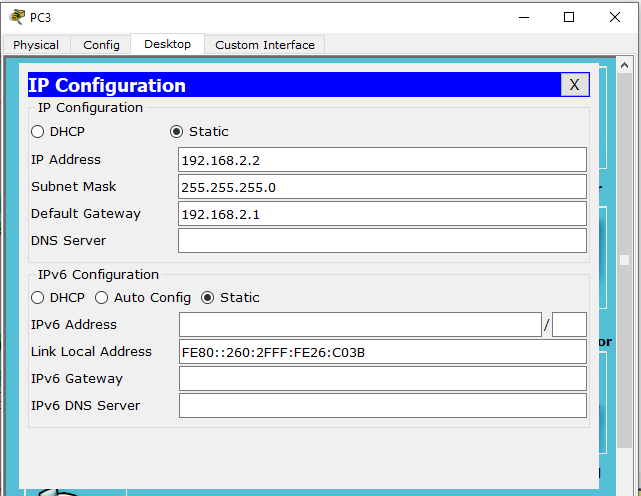 PC3
Physical Config Desktop Custom Interface
IP Configuration X
IP Configuration
DHCP Static
IP Address 192.168.2.2
Subnet Mask 255.255.255.0
Default Gateway 192.168.2.1
DNS Server
IPv6 Configuration
DHCP Auto Config Static
IPv6 Address /
Link Local Address FE80::260:2FFF:FE26:C03B
IPv6 Gateway
IPv6 DNS Server
or